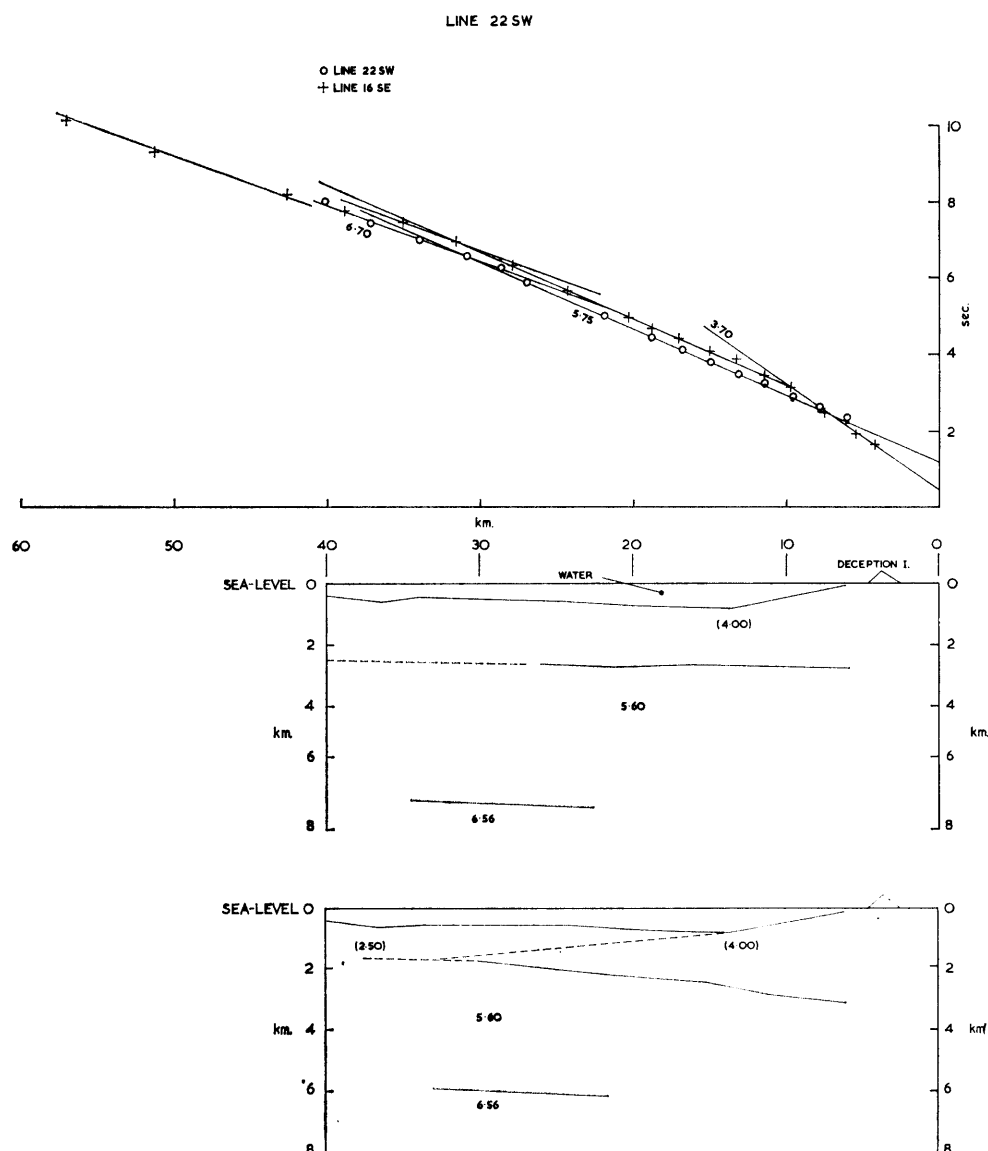 LINE 22 SW
O LINE 22 SW
+ LINE 16 SE
10
8
6
sec.
4
2
6·70
5·75
3·70
km.
60 50 40 30 20 10 0
WATER
DECEPTION I.
SEA-LEVEL 0
0
(4·00)
2
2
5·60
4
4
km.
km.
6
6
6·56
8
8
SEA-LEVEL 0
0
(2·50)
(4·00)
2
2
5·60
km. 4
4 km
6
6
6·56
8
8